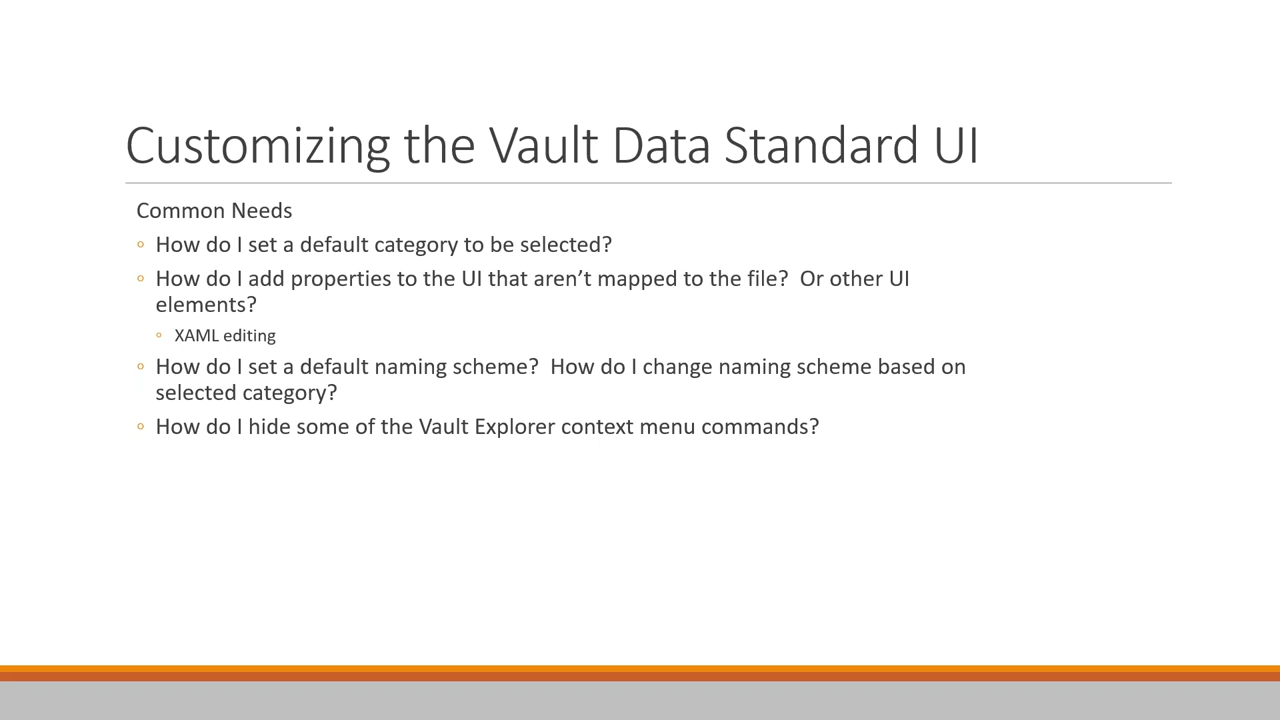 Customizing the Vault Data Standard UI
Common Needs
◦ How do I set a default category to be selected?
◦ How do I add properties to the UI that aren’t mapped to the file?  Or other UI
elements?
◦ XAML editing
◦ How do I set a default naming scheme?  How do I change naming scheme based on
selected category?
◦ How do I hide some of the Vault Explorer context menu commands?